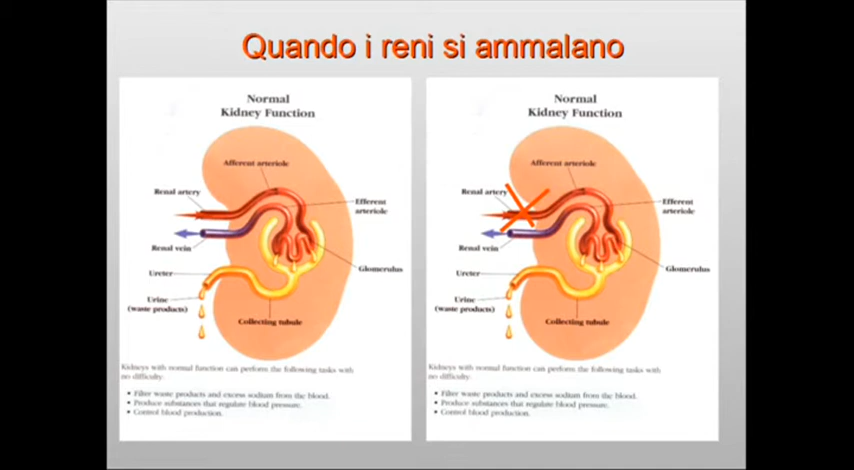 Quando i reni si ammalano
Normal
Kidney Function
Afferent arteriole
Renal artery
Efferent
arteriole
Renal vein
Glomerulus
Ureter
Urine
(waste products)
Collecting tubule
Kidneys with normal function can perform the following tasks with
no difficulty:
• Filter waste products and excess sodium from the blood.
• Produce substances that regulate blood pressure.
• Control blood production.
Normal
Kidney Function
Afferent arteriole
Renal artery
Efferent
arteriole
Renal vein
Glomerulus
Ureter
Urine
(waste products)
Collecting tubule
Kidneys with normal function can perform the following tasks with
no difficulty:
• Filter waste products and excess sodium from the blood.
• Produce substances that regulate blood pressure.
• Control blood production.